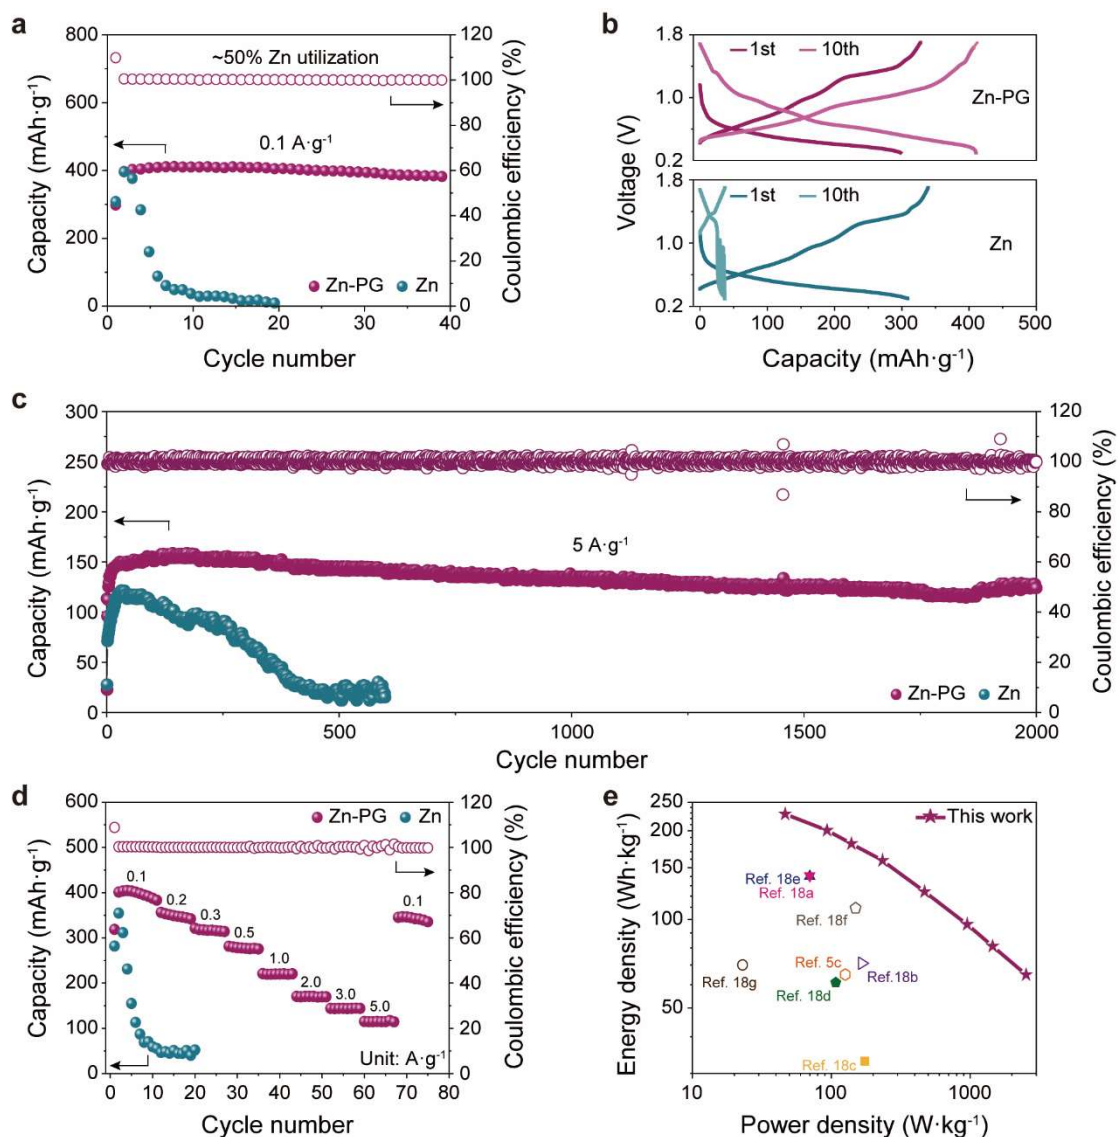 a
800
120
~50% Zn utilization
700
100
600
80
500
0.1 A·g⁻¹
400
60
300
40
200
20
100
Zn-PG
Zn
0
0
0
10
20
30
40
Cycle number
Capacity (mAh·g⁻¹)
Coulombic efficiency (%)
b
1.8
1st
10th
Zn-PG
1.0
0.2
1.8
1st
10th
Zn
1.0
0.2
0
100
200
300
400
500
Voltage (V)
Capacity (mAh·g⁻¹)
c
300
120
250
100
200
80
5 A·g⁻¹
150
60
100
40
50
20
Zn-PG
Zn
0
0
0
500
1000
1500
2000
Capacity (mAh·g⁻¹)
Coulombic efficiency (%)
Cycle number
d
600
120
Zn-PG
Zn
500
100
400
80
0.1
0.2
0.3
0.5
1.0
2.0
3.0
5.0
0.1
300
60
200
40
100
20
Unit: A·g⁻¹
0
0
0
10
20
30
40
50
60
70
80
Capacity (mAh·g⁻¹)
Coulombic efficiency (%)
Cycle number
e
250
This work
200
150
Ref. 18e
Ref. 18a
100
Ref. 18f
Ref. 5c
Ref. 18g
Ref.18b
Ref. 18d
50
Ref. 18c
10
100
1000
Energy density (Wh·kg⁻¹)
Power density (W·kg⁻¹)